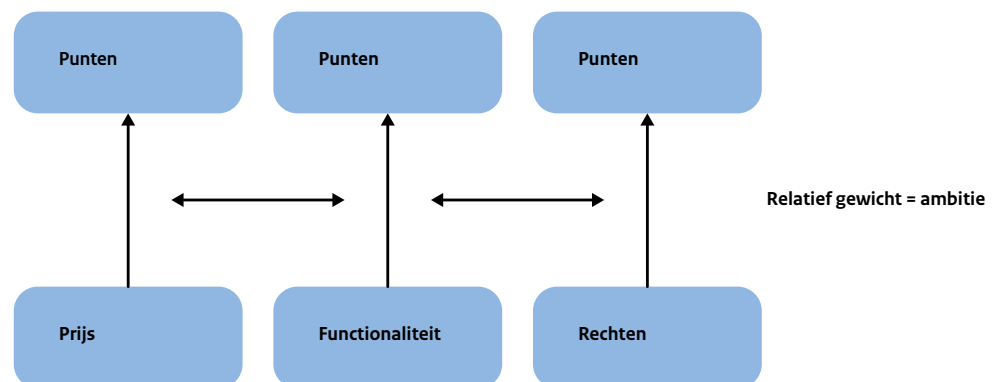 Punten
Punten
Punten
Relatief gewicht = ambitie
Prijs
Functionaliteit
Rechten